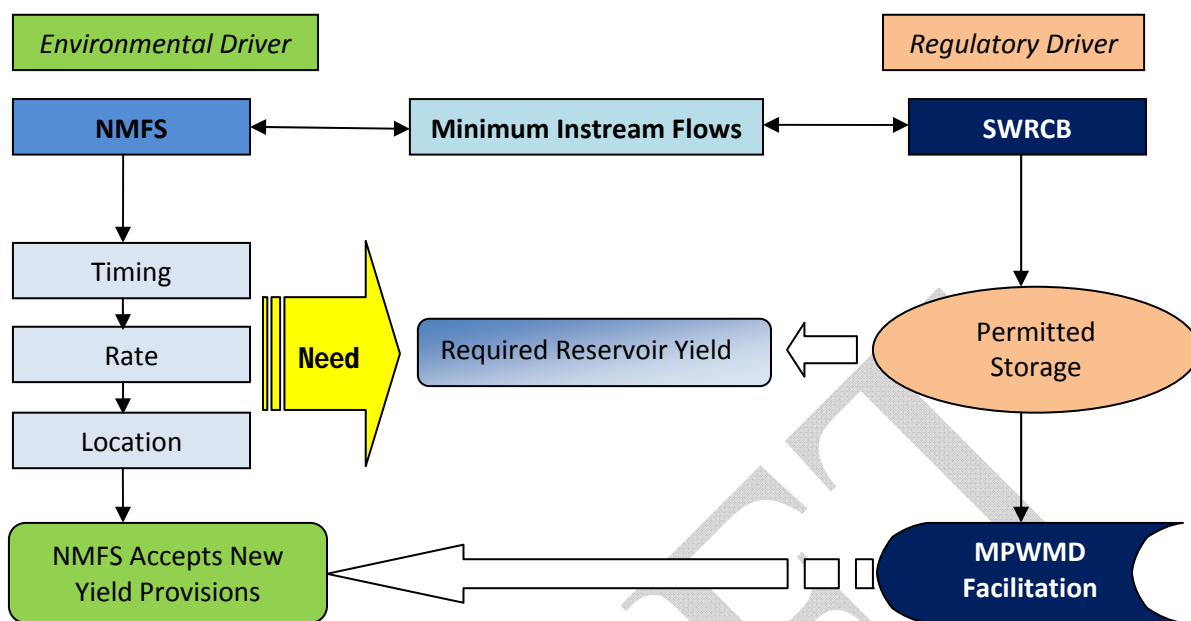 Environmental Driver
Regulatory Driver
NMFS
Minimum Instream Flows
SWRCB
Timing
Rate
Location
Need
Required Reservoir Yield
Permitted
Storage
NMFS Accepts New
Yield Provisions
MPWMD
Facilitation